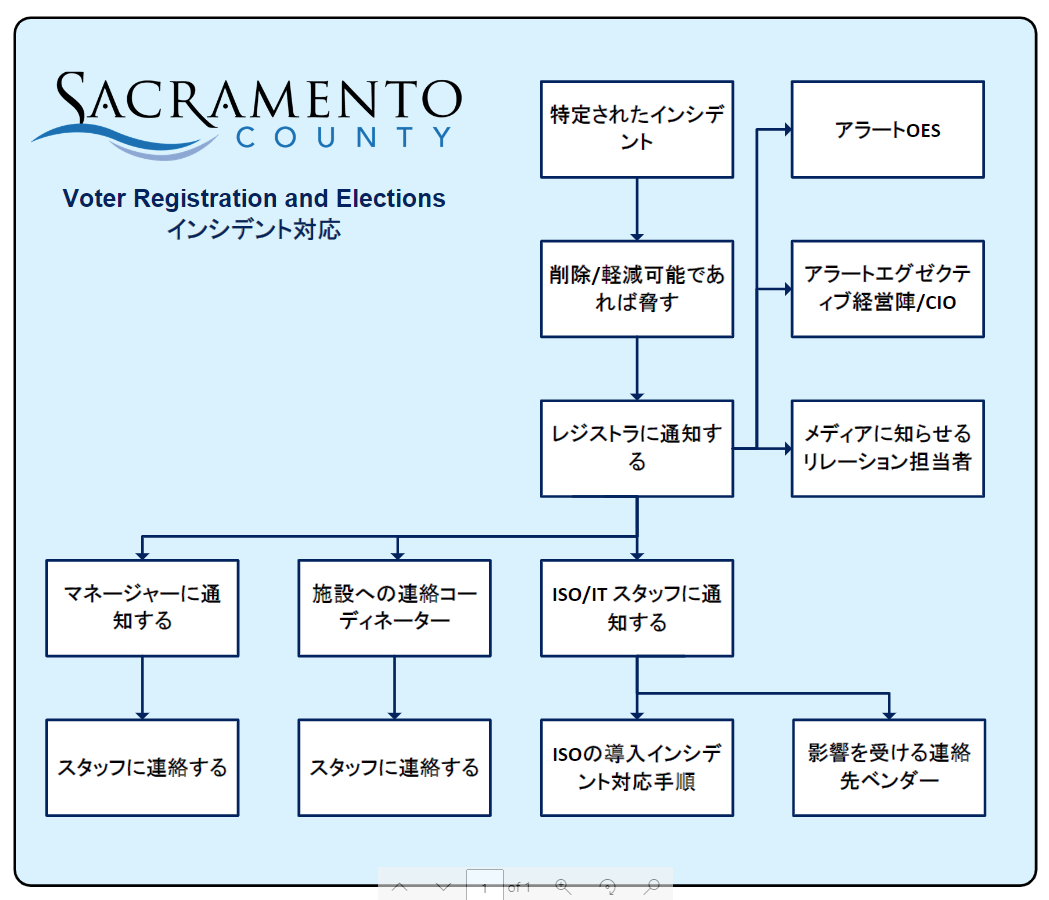 SACRAMENTO
COUNTY
Voter Registration and Elections
インシデント対応
特定されたインシデ
ント
アラートOES
削除/軽減可能であ
れば脅す
アラートエグゼクテ
ィブ経営陣/CIO
レジストラに通知す
る
メディアに知らせる
リレーション担当者
マネージャーに通
知する
施設への連絡コー
ディネーター
ISO/IT スタッフに通
知する
スタッフに連絡する
スタッフに連絡する
ISOの導入インシデ
ント対応手順
影響を受ける連絡
先ベンダー
1 of 1